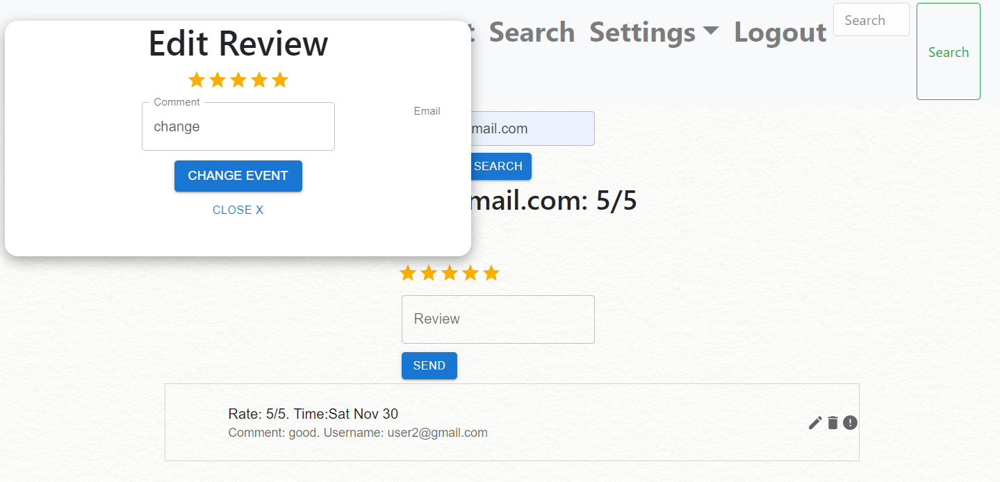 Edit Review
Comment
change
CHANGE EVENT
CLOSE X
Search Settings Logout
Search
Search
Email
mail.com
SEARCH
mail.com: 5/5
Review
SEND
Rate: 5/5. Time:Sat Nov 30
Comment: good. Username: user2@gmail.com